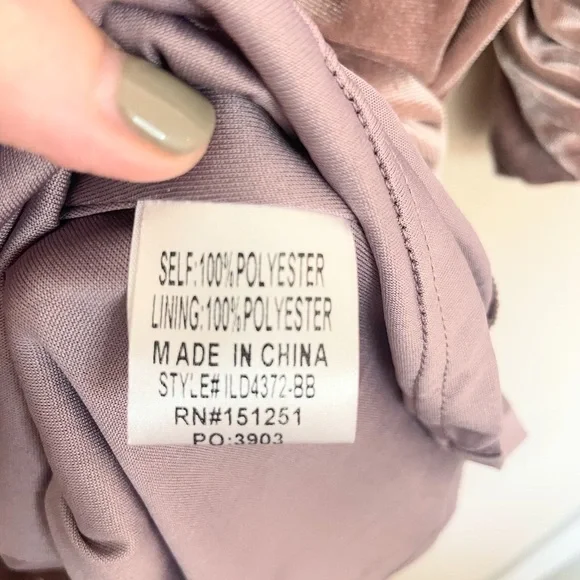 SELF:100%POLYESTER
LINING:100%POLYESTER
MADE IN CHINA
STYLE# ILD4372-BB
RN#151251
PO:3903